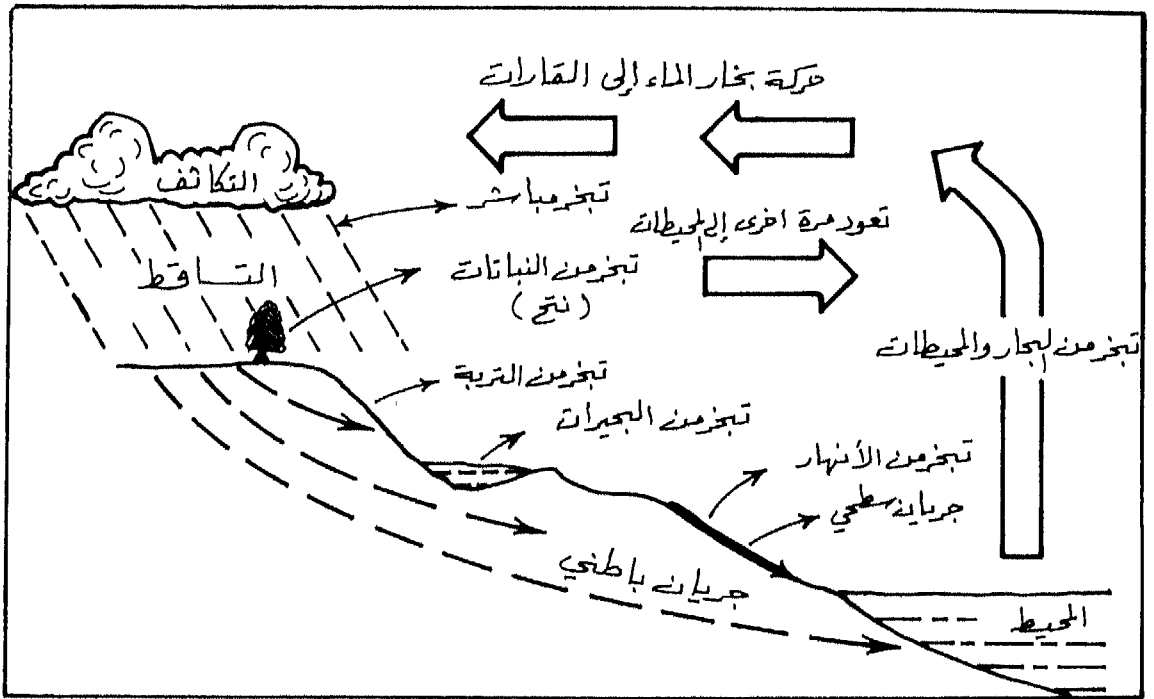 حركة بخار الماء إلى القارات
التكاثف
تبخر مباشر
تعود مرة اخرى إلى المحيطات
التساقط
تبخر من النباتات
(نتح)
تبخر من البحار والمحيطات
تبخر من التربة
تبخر من البحيرات
تبخر من الأنهار
جريان سطحي
جريان باطني
المحيط